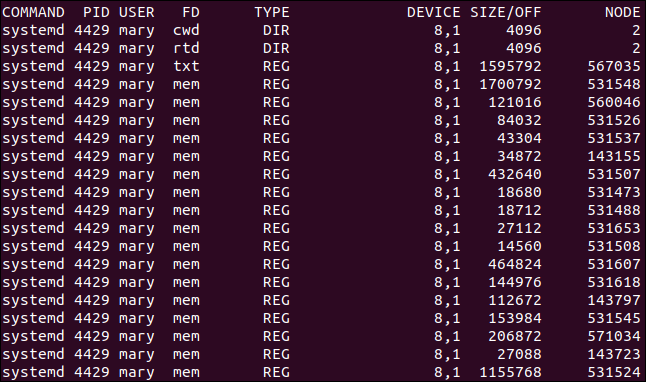 COMMAND PID USER FD TYPE DEVICE SIZE/OFF NODE
systemd 4429 mary cwd DIR 8,1 4096 2
systemd 4429 mary rtd DIR 8,1 4096 2
systemd 4429 mary txt REG 8,1 1595792 567035
systemd 4429 mary mem REG 8,1 1700792 531548
systemd 4429 mary mem REG 8,1 121016 560046
systemd 4429 mary mem REG 8,1 84032 531526
systemd 4429 mary mem REG 8,1 43304 531537
systemd 4429 mary mem REG 8,1 34872 143155
systemd 4429 mary mem REG 8,1 432640 531507
systemd 4429 mary mem REG 8,1 18680 531473
systemd 4429 mary mem REG 8,1 18712 531488
systemd 4429 mary mem REG 8,1 27112 531653
systemd 4429 mary mem REG 8,1 14560 531508
systemd 4429 mary mem REG 8,1 464824 531607
systemd 4429 mary mem REG 8,1 144976 531618
systemd 4429 mary mem REG 8,1 112672 143797
systemd 4429 mary mem REG 8,1 153984 531545
systemd 4429 mary mem REG 8,1 206872 571034
systemd 4429 mary mem REG 8,1 27088 143723
systemd 4429 mary mem REG 8,1 1155768 531524